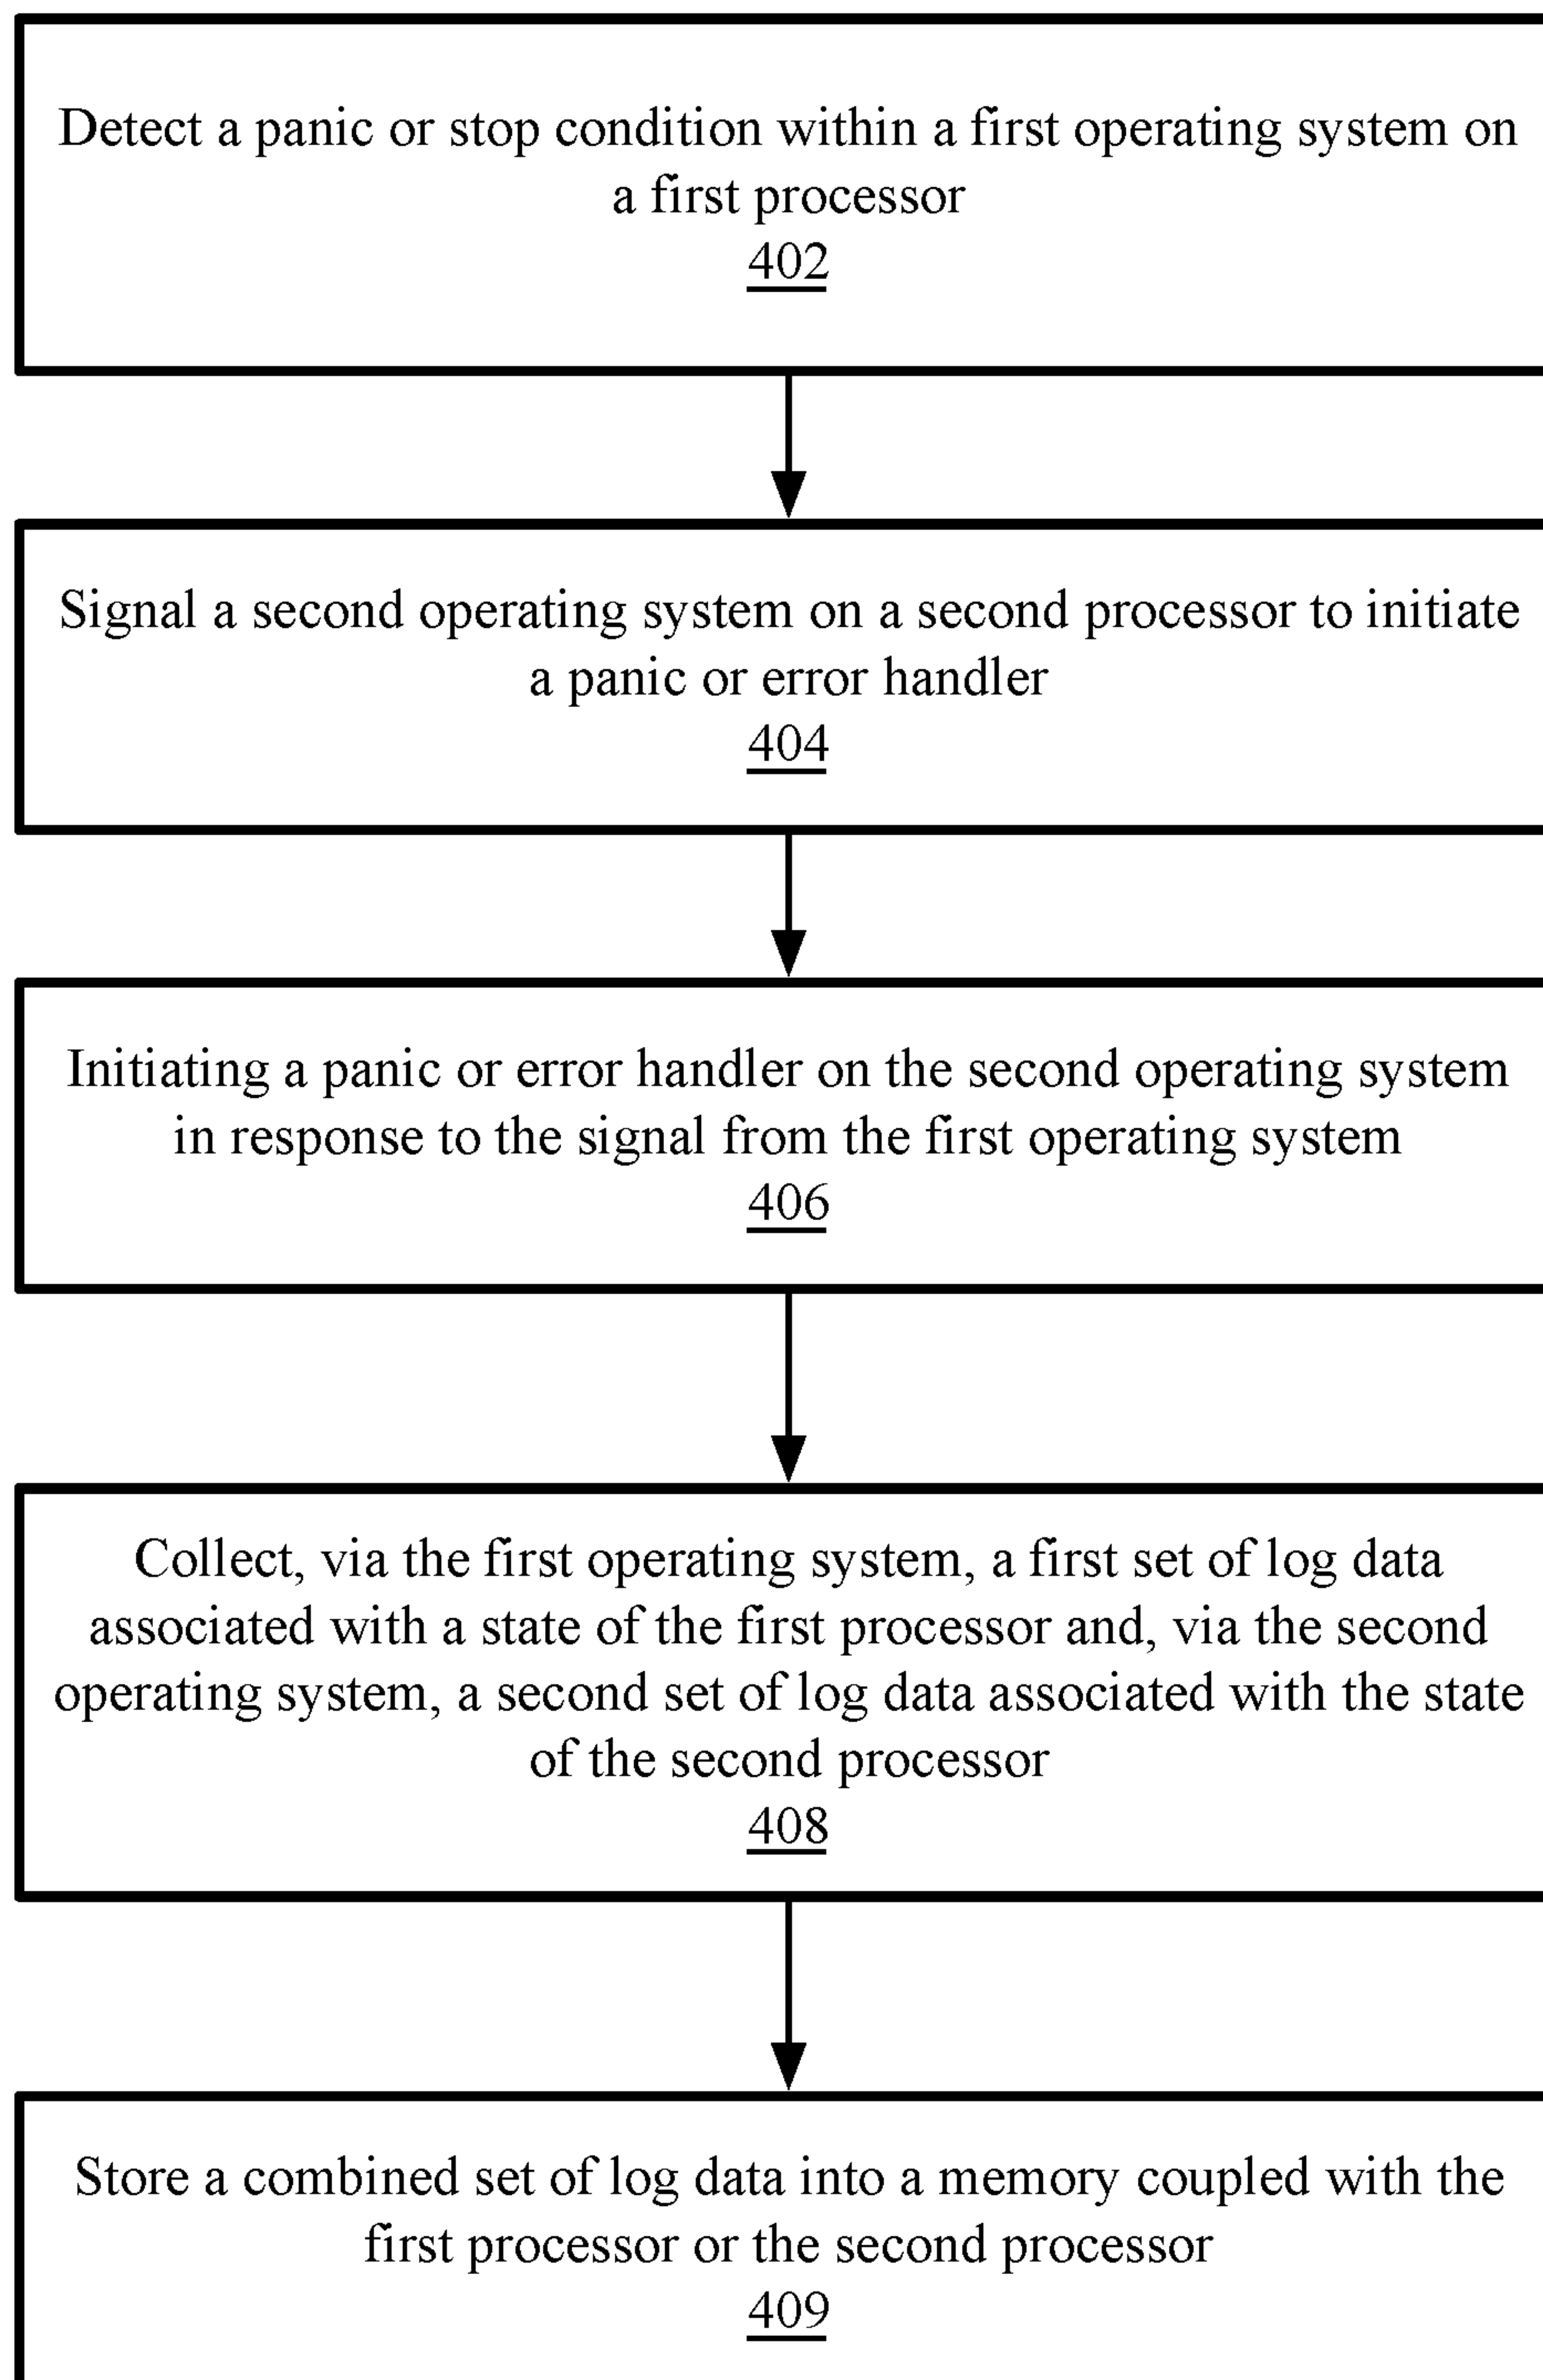 Detect a panic or stop condition within a first operating system on
a first processor
402
Signal a second operating system on a second processor to initiate
a panic or error handler
404
Initiating a panic or error handler on the second operating system
in response to the signal from the first operating system
406
Collect, via the first operating system, a first set of log data
associated with a state of the first processor and, via the second
operating system, a second set of log data associated with the state
of the second processor
408
Store a combined set of log data into a memory coupled with the
first processor or the second processor
409